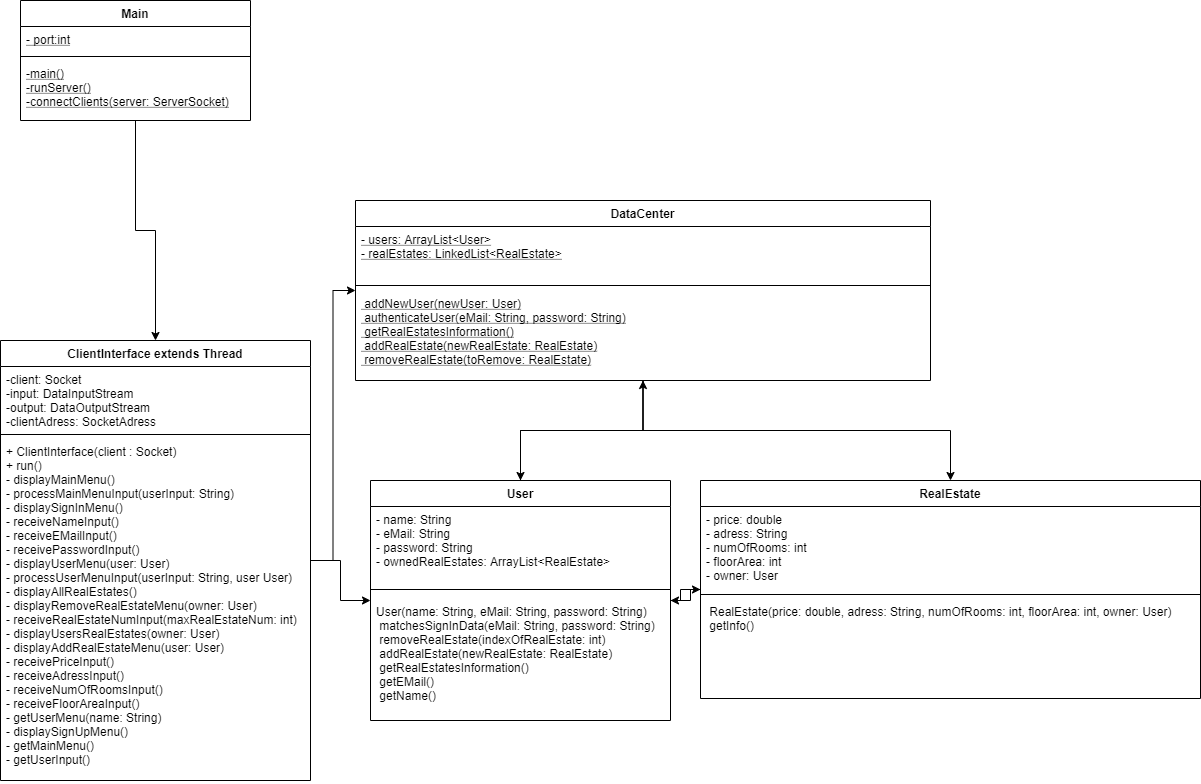 Main
- port:int
-main()
-runServer()
-connectClients(server: ServerSocket)
DataCenter
- users: ArrayList<User>
- realEstates: LinkedList<RealEstate>
addNewUser(newUser: User)
authenticateUser(eMail: String, password: String)
getRealEstatesInformation()
addRealEstate(newRealEstate: RealEstate)
removeRealEstate(toRemove: RealEstate)
ClientInterface extends Thread
-client: Socket
-input: DataInputStream
-output: DataOutputStream
-clientAdress: SocketAdress
+ ClientInterface(client : Socket)
+ run()
- displayMainMenu()
- processMainMenuInput(userInput: String)
- displaySignInMenu()
- receiveNameInput()
- receiveEMailInput()
- receivePasswordInput()
- displayUserMenu(user: User)
- processUserMenuInput(userInput: String, user User)
- displayAllRealEstates()
- displayRemoveRealEstateMenu(owner: User)
- receiveRealEstateNumInput(maxRealEstateNum: int)
- displayUsersRealEstates(owner: User)
- displayAddRealEstateMenu(user: User)
- receivePriceInput()
- receiveAdressInput()
- receiveNumOfRoomsInput()
- receiveFloorAreaInput()
- getUserMenu(name: String)
- displaySignUpMenu()
- getMainMenu()
- getUserInput()
User
- name: String
- eMail: String
- password: String
- ownedRealEstates: ArrayList<RealEstate>
User(name: String, eMail: String, password: String)
matchesSignInData(eMail: String, password: String)
removeRealEstate(indexOfRealEstate: int)
addRealEstate(newRealEstate: RealEstate)
getRealEstatesInformation()
getEMail()
getName()
RealEstate
- price: double
- adress: String
- numOfRooms: int
- floorArea: int
- owner: User
RealEstate(price: double, adress: String, numOfRooms: int, floorArea: int, owner: User)
getInfo()